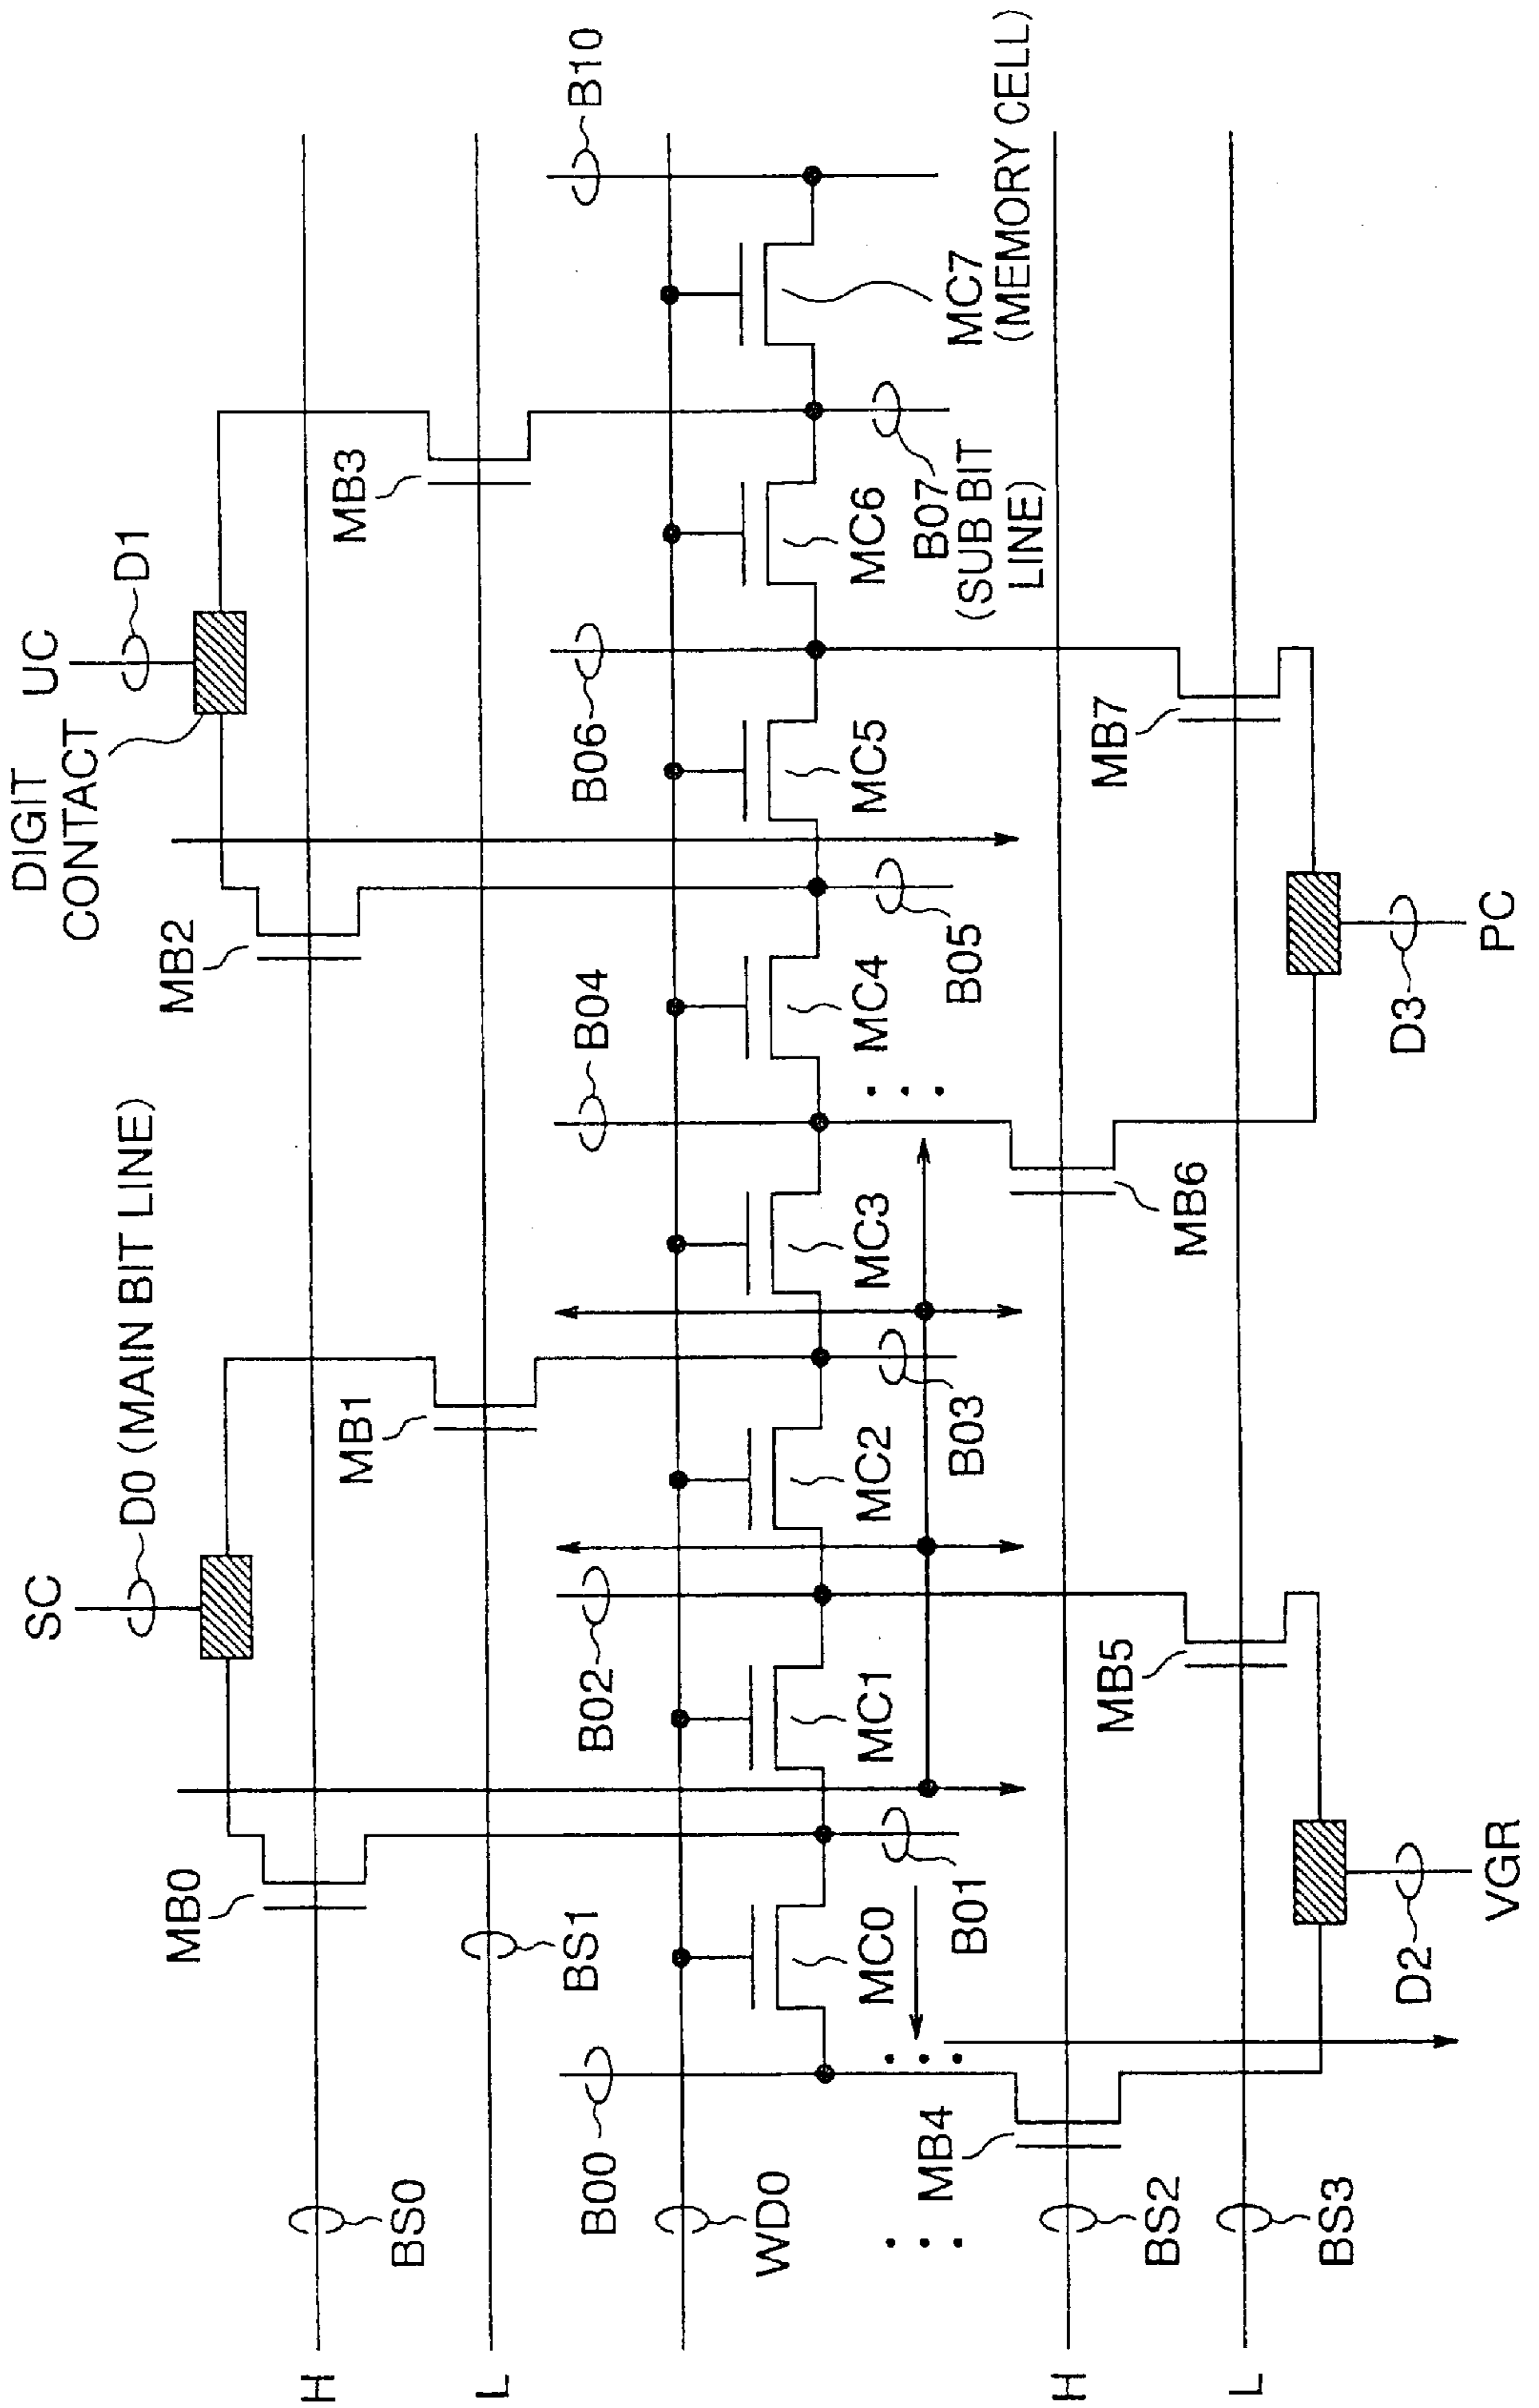 SC
UC
D0 (MAIN BIT LINE)
D1
DIGIT
CONTACT
MB0
MB1
MB2
MB3
H
BS0
L
BS1
B00
B02
B04
B06
B10
WD0
MC0
MC1
MC2
MC3
MC4
MC5
MC6
MC7
(MEMORY CELL)
B01
B03
B05
B07
(SUB BIT
LINE)
MB4
MB5
MB6
MB7
H
BS2
L
BS3
D2
D3
VGR
PC